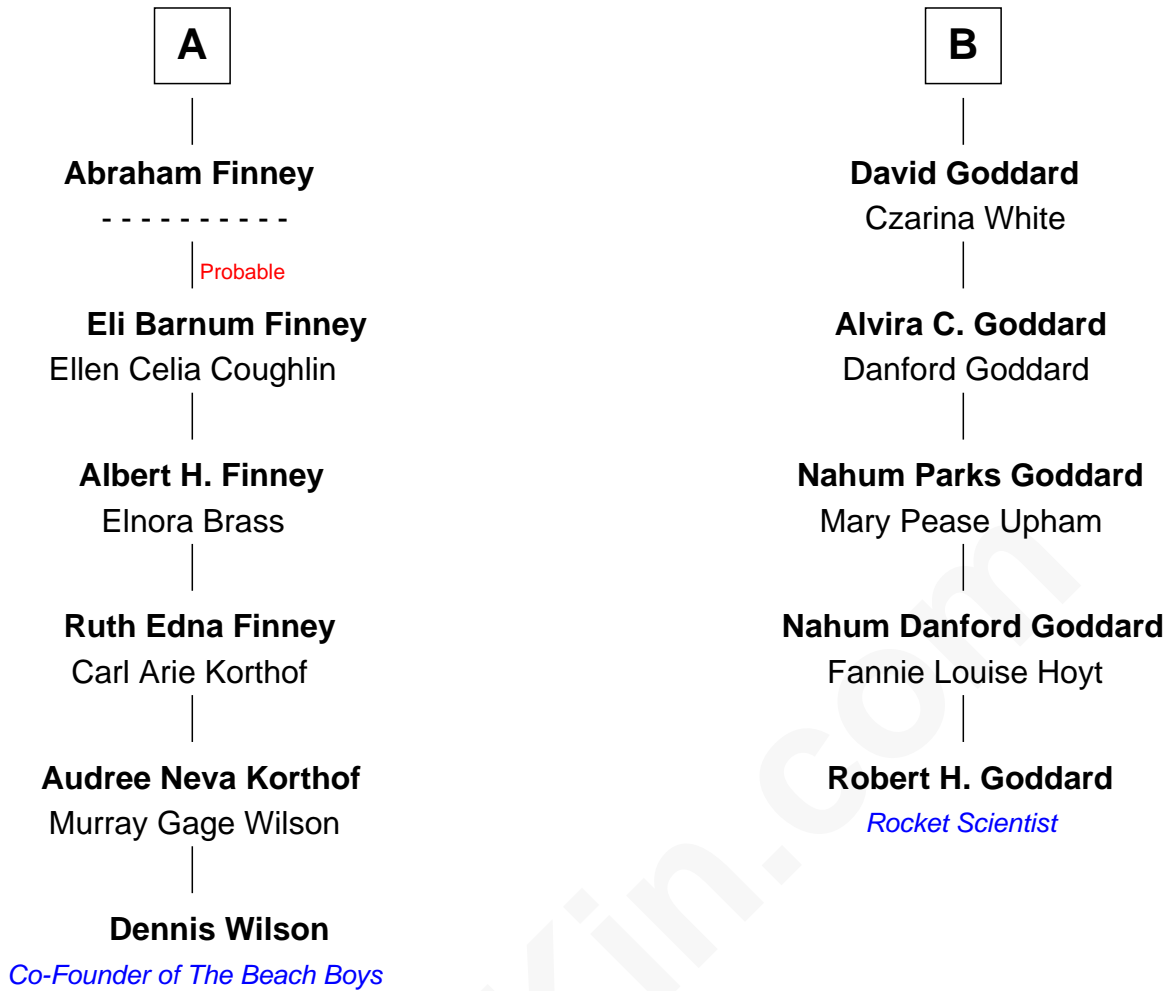 A
Abraham Finney
- - - - - - - - - -
Probable
Eli Barnum Finney
Ellen Celia Coughlin
Albert H. Finney
Elnora Brass
Ruth Edna Finney
Carl Arie Korthof
Audree Neva Korthof
Murray Gage Wilson
Dennis Wilson
Co-Founder of The Beach Boys
B
David Goddard
Czarina White
Alvira C. Goddard
Danford Goddard
Nahum Parks Goddard
Mary Pease Upham
Nahum Danford Goddard
Fannie Louise Hoyt
Robert H. Goddard
Rocket Scientist
Kin.com